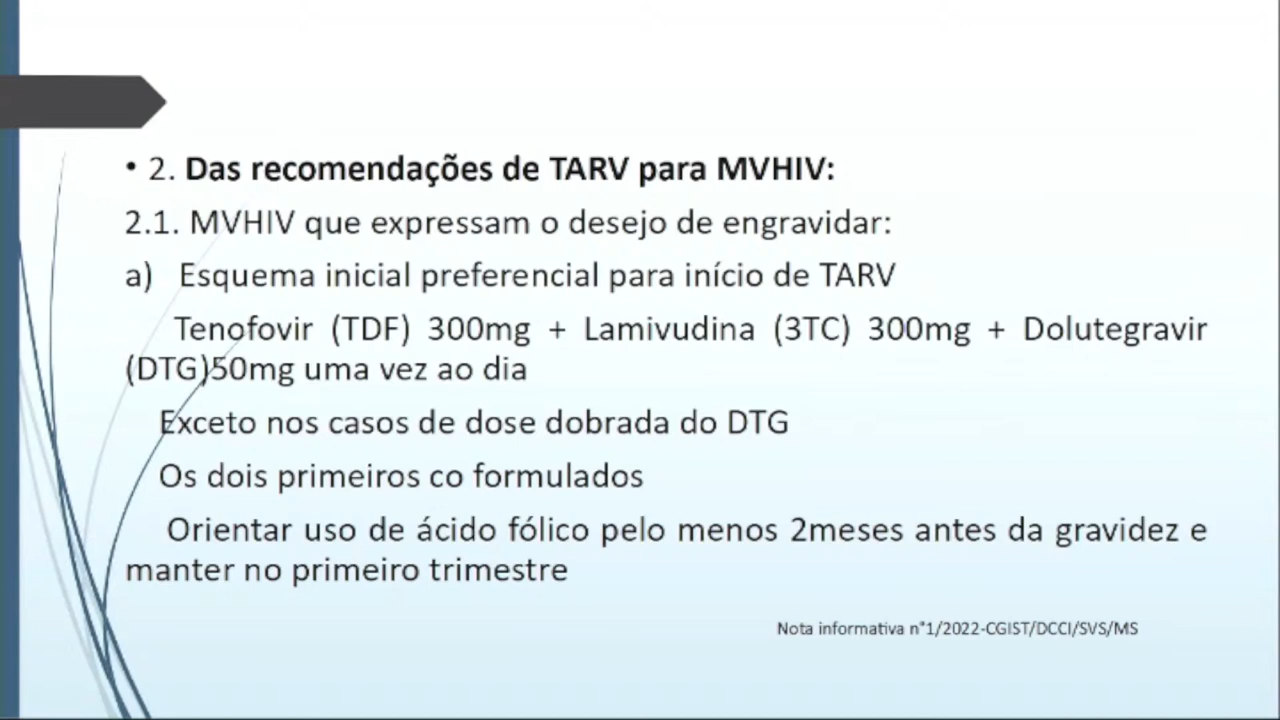 • 2. Das recomendações de TARV para MVHIV:
2.1. MVHIV que expressam o desejo de engravidar:
a) Esquema inicial preferencial para início de TARV
Tenofovir (TDF) 300mg + Lamivudina (3TC) 300mg + Dolutegravir
(DTG)50mg uma vez ao dia
Exceto nos casos de dose dobrada do DTG
Os dois primeiros co formulados
Orientar uso de ácido fólico pelo menos 2meses antes da gravidez e
manter no primeiro trimestre
Nota informativa n°1/2022-CGIST/DCCI/SVS/MS